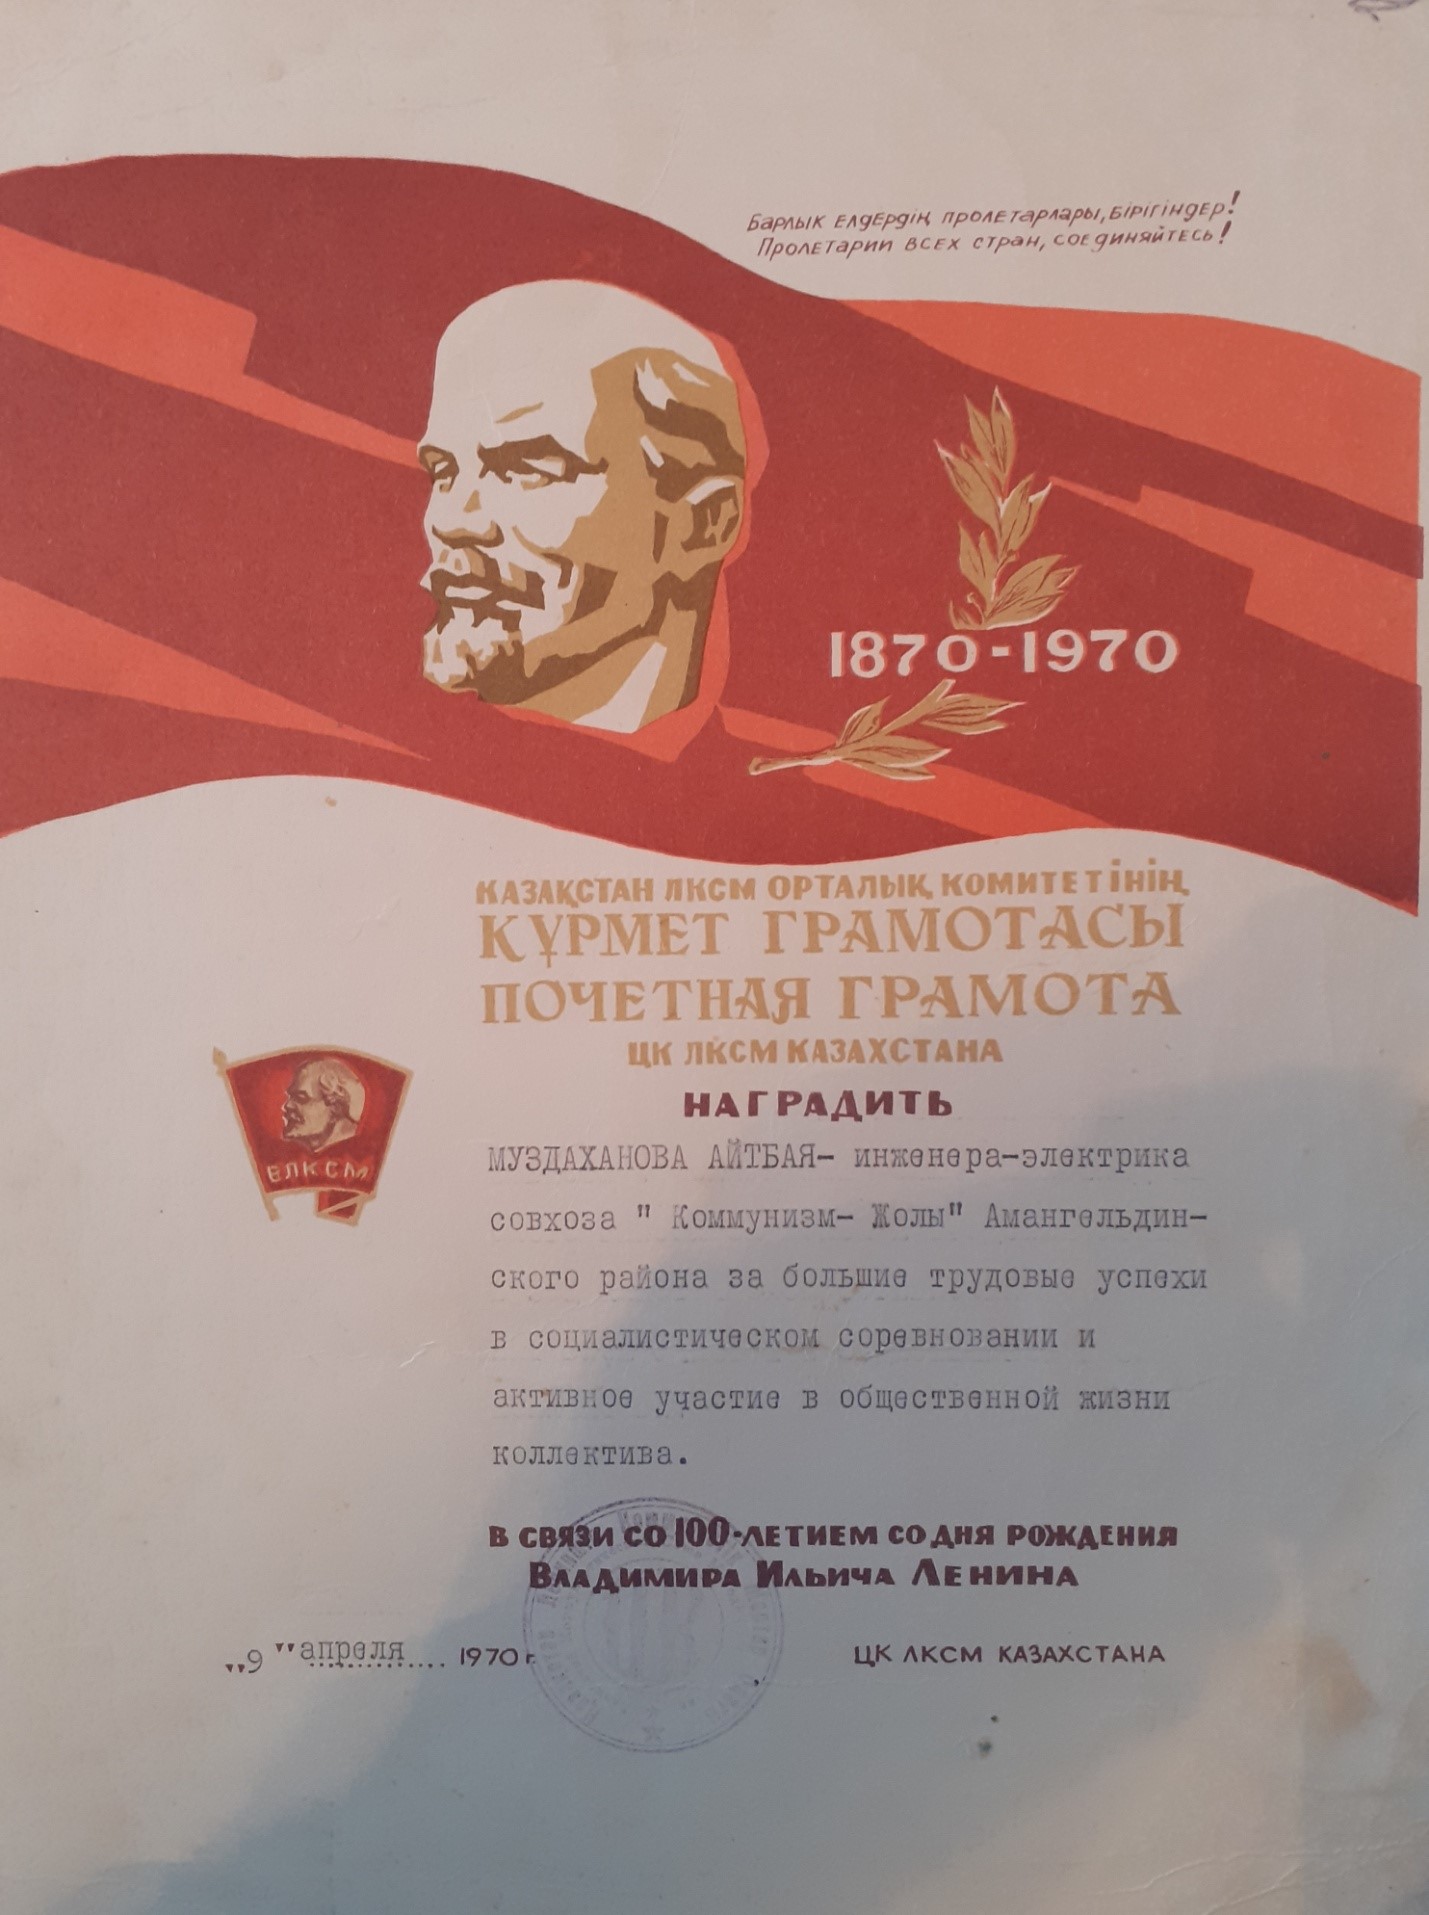 Барлық елдердің пролетарлары, бірігіңдер!
Пролетарии всех стран, соединяйтесь!
1870-1970
ҚАЗАҚСТАН ЛКСМ ОРТАЛЫҚ КОМИТЕТІНІҢ
ҚҰРМЕТ ГРАМОТАСЫ
ПОЧЕТНАЯ ГРАМОТА
ЦК ЛКСМ КАЗАХСТАНА
НАГРАДИТЬ
ВЛКСМ
МУЗДАХАНОВА АЙТБАЯ- инженера-электрика
совхоза " Коммунизм- Жолы" Амангельдин-
ского района за большие трудовые успехи
в социалистическом соревновании и
активное участие в общественной жизни
коллектива.
В СВЯЗИ СО 100-ЛЕТИЕМ СО ДНЯ РОЖДЕНИЯ
ВЛАДИМИРА ИЛЬИЧА ЛЕНИНА
„9 " апреля 1970 г.
ЦК ЛКСМ КАЗАХСТАНА